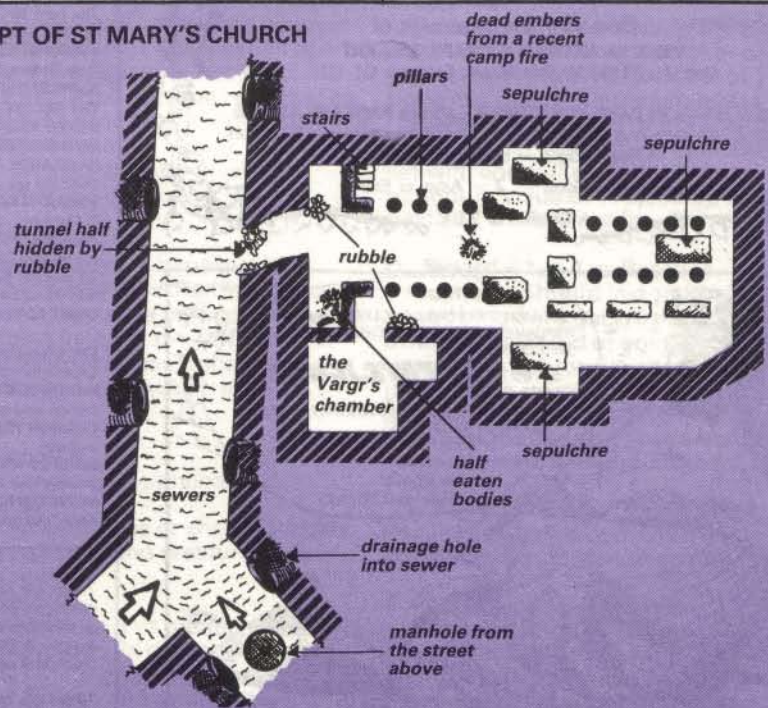 PT OF ST MARY'S CHURCH
dead embers
from a recent
camp fire
pillars
sepulchre
stairs
sepulchre
tunnel half
hidden by
rubble
rubble
the
Vargr's
chamber
sepulchre
half
eaten
bodies
sewers
drainage hole
into sewer
manhole from
the street
above